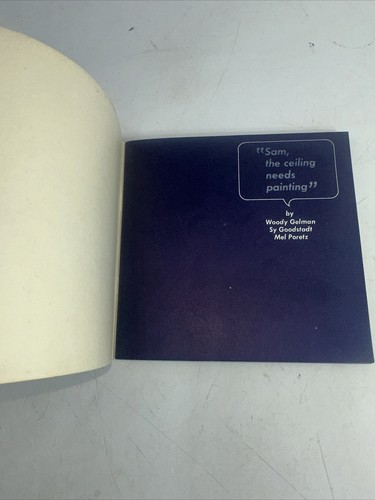 "Sam,
the ceiling
needs
painting"
by
Woody Gelman
Sy Goodstadt
Mel Poretz